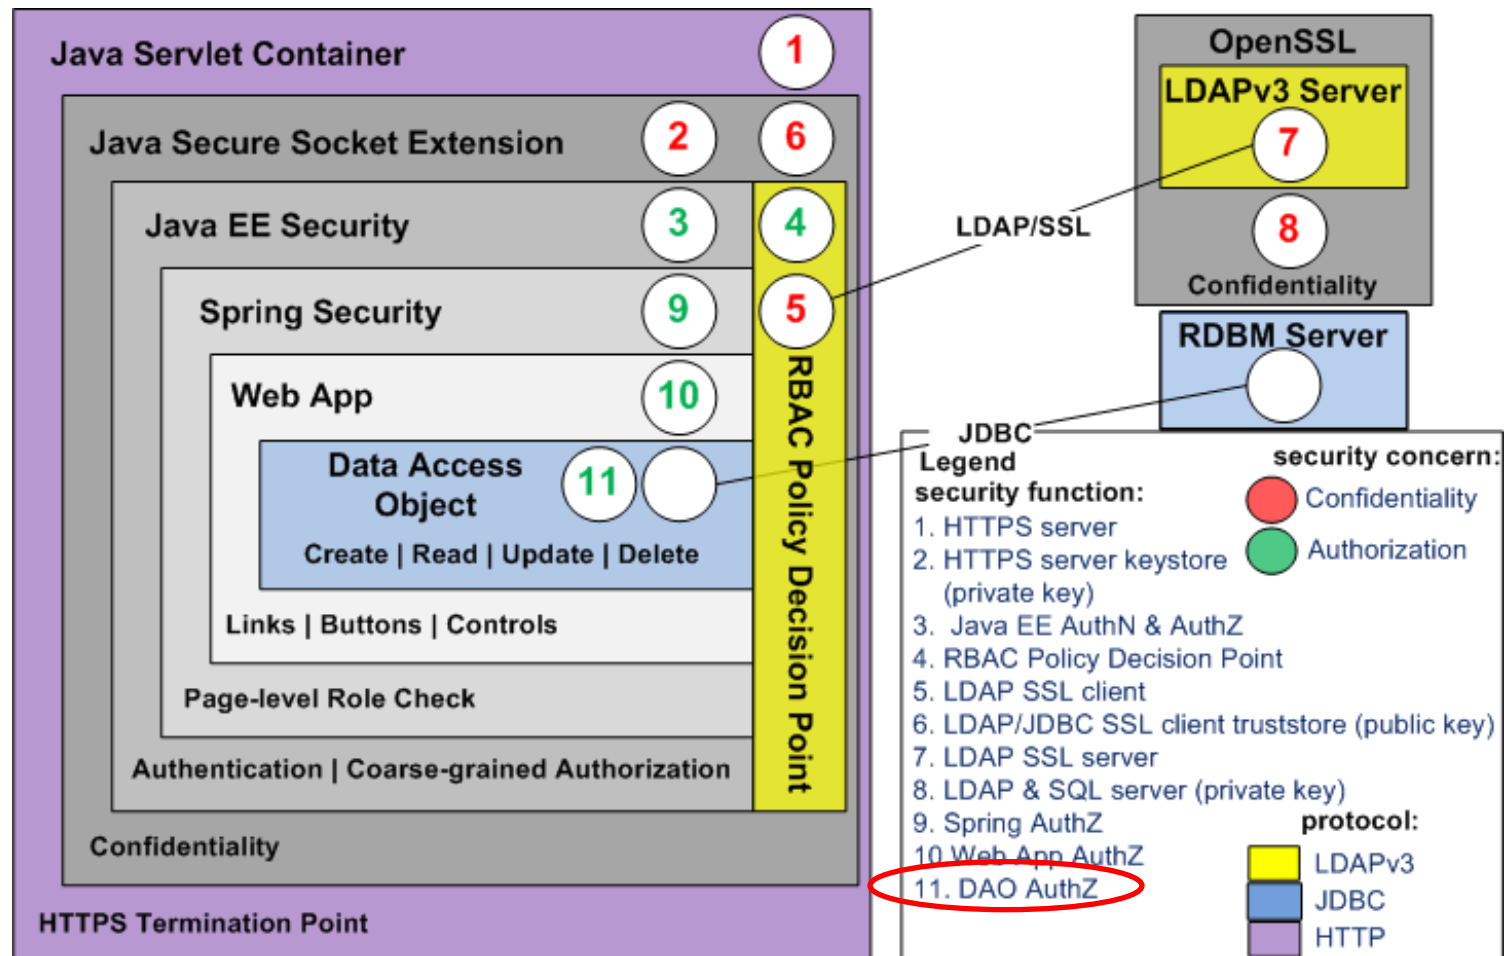 Java Servlet Container
1
Java Secure Socket Extension
2
6
Java EE Security
3
4
Spring Security
9
5
Web App
10
Data Access
Object
11
Create | Read | Update | Delete
Links | Buttons | Controls
Page-level Role Check
Authentication | Coarse-grained Authorization
Confidentiality
HTTPS Termination Point
RBAC Policy Decision Point
LDAP/SSL
JDBC
OpenSSL
LDAPv3 Server
7
8
Confidentiality
RDBM Server
Legend
security function:
1. HTTPS server
2. HTTPS server keystore
(private key)
3. Java EE AuthN & AuthZ
4. RBAC Policy Decision Point
5. LDAP SSL client
6. LDAP/JDBC SSL client truststore (public key)
7. LDAP SSL server
8. LDAP & SQL server (private key)
9. Spring AuthZ
10 Web App AuthZ
11. DAO AuthZ
security concern:
Confidentiality
Authorization
protocol:
LDAPv3
JDBC
HTTP